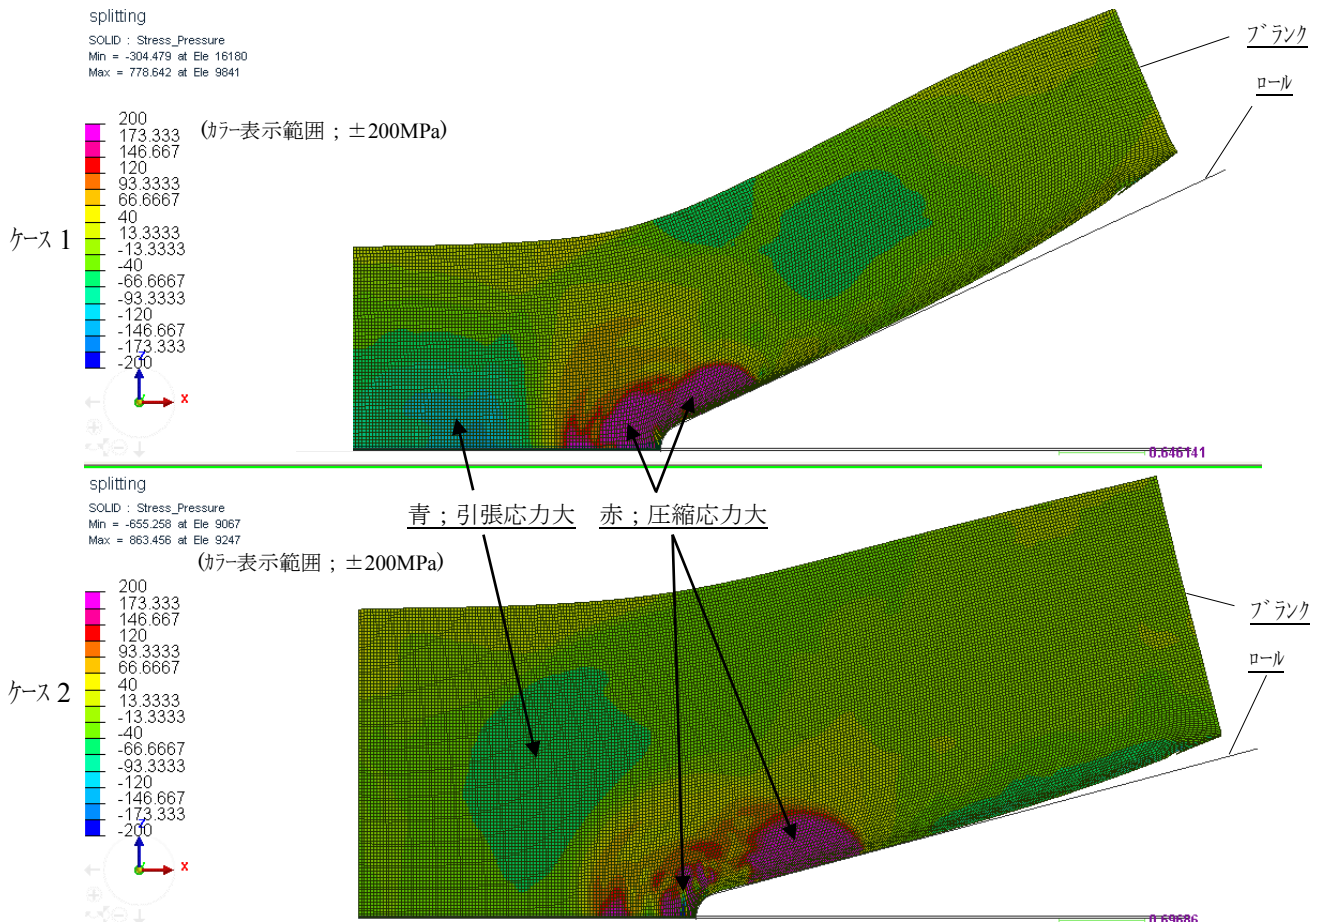 splitting
SOLID : Stress_Pressure
Min = -304.479 at Ele 16180
Max = 778.642 at Ele 9841
(カラー表示範囲；±200MPa)
200
173.333
146.667
120
93.3333
66.6667
40
13.3333
-13.3333
-40
-66.6667
-93.3333
-120
-146.667
-173.333
-200
Z
X
ケース 1
ブランク
ロール
0.646141
splitting
SOLID : Stress_Pressure
Min = -655.258 at Ele 9067
Max = 863.456 at Ele 9247
(カラー表示範囲；±200MPa)
青；引張応力大
赤；圧縮応力大
200
173.333
146.667
120
93.3333
66.6667
40
13.3333
-13.3333
-40
-66.6667
-93.3333
-120
-146.667
-173.333
-200
Z
X
ケース 2
ブランク
ロール
0.69686